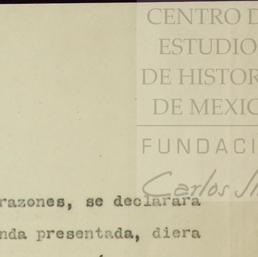 CENTRO D
ESTUDIO
DE HISTOR
DE MEXIC
FUNDACI
Carlos
razones, se declarara
nda presentada, diera